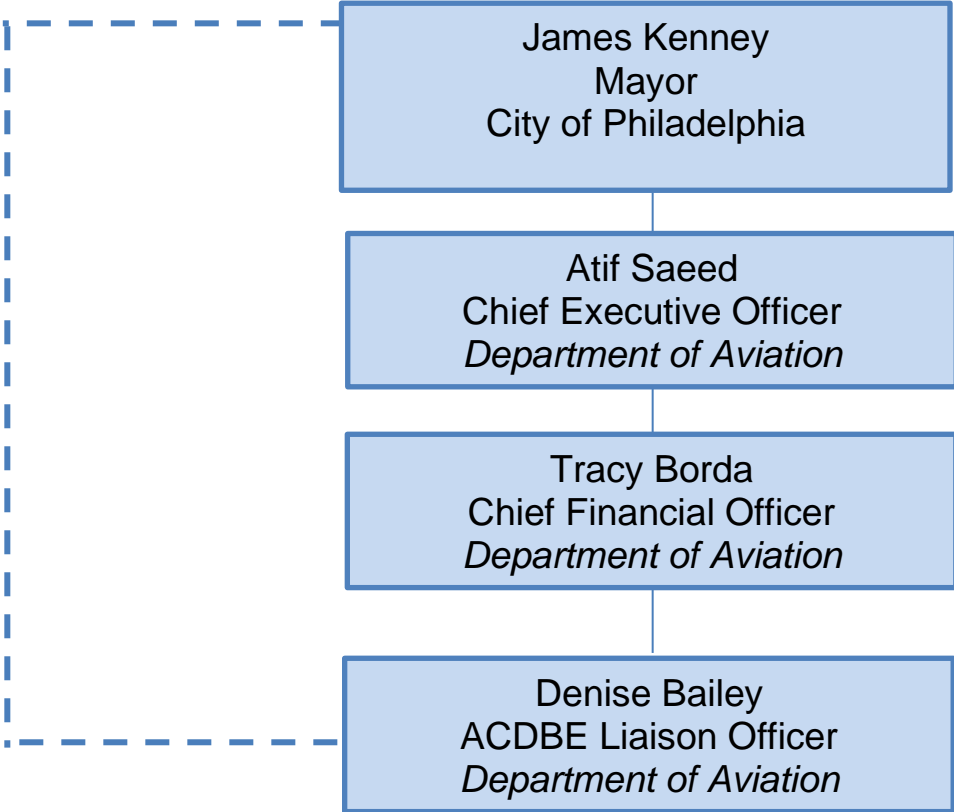 James Kenney
Mayor
City of Philadelphia
Atif Saeed
Chief Executive Officer
Department of Aviation
Tracy Borda
Chief Financial Officer
Department of Aviation
Denise Bailey
ACDBE Liaison Officer
Department of Aviation